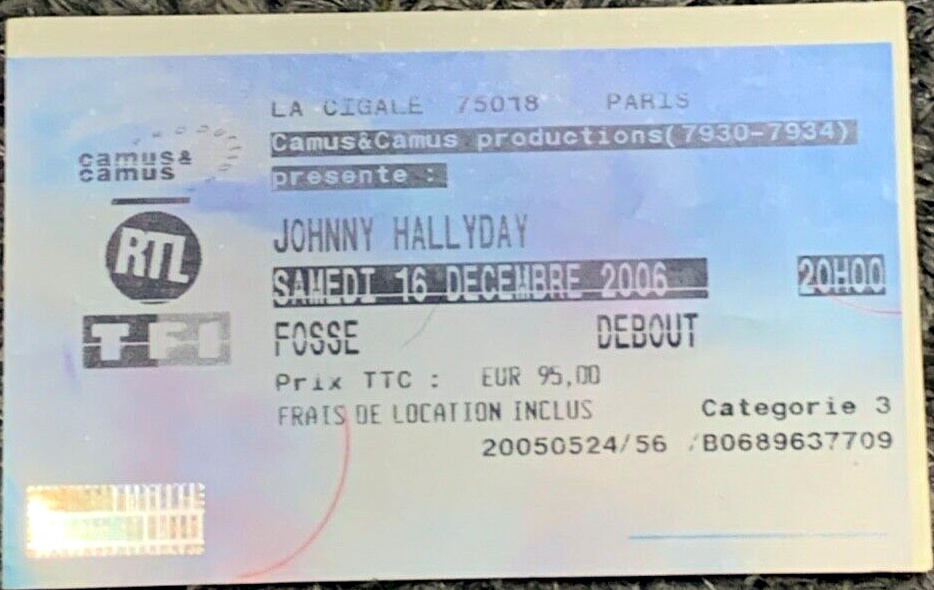 LA CIGALE 75018 PARIS
Camus&Camus productions(7930-7934)
presente :
camus&
camus
RTL
TF1
JOHNNY HALLYDAY
SAMEDI 16 DECEMBRE 2006 20H00
FOSSE DEBOUT
Prix TTC : EUR 95,00
FRAIS DE LOCATION INCLUS
Categorie 3
20050524/56 /B0689637709